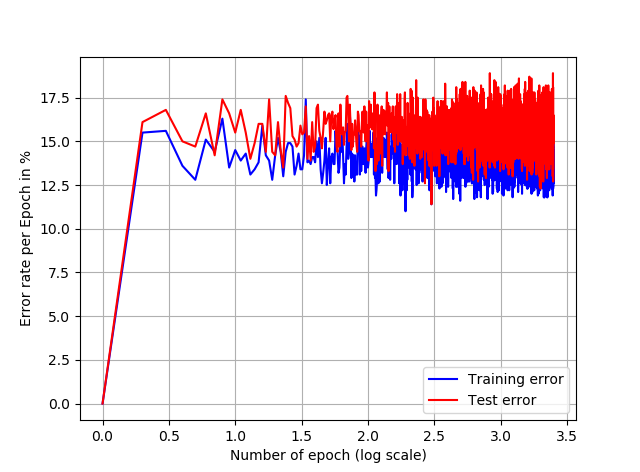 17.5
15.0
12.5
10.0
7.5
5.0
2.5
0.0
Error rate per Epoch in %
0.0 0.5 1.0 1.5 2.0 2.5 3.0 3.5
Number of epoch (log scale)
Training error
Test error